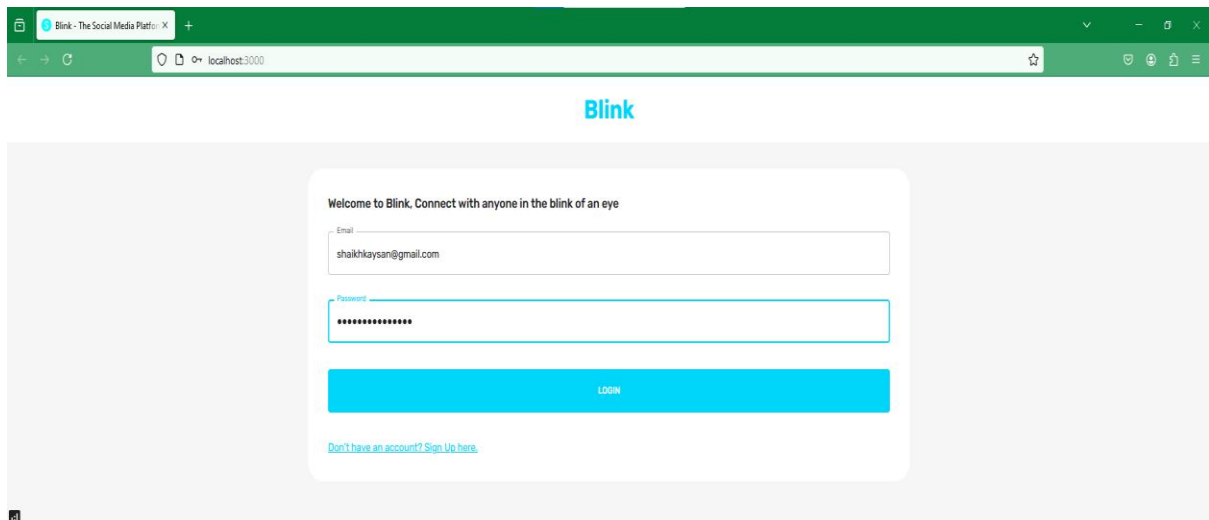 Blink - The Social Media Platfor
localhost:3000
Blink
Welcome to Blink, Connect with anyone in the blink of an eye
Email
shaikhkaysan@gmail.com
Password
•••••••••••••••
LOGIN
Don't have an account? Sign Up here.